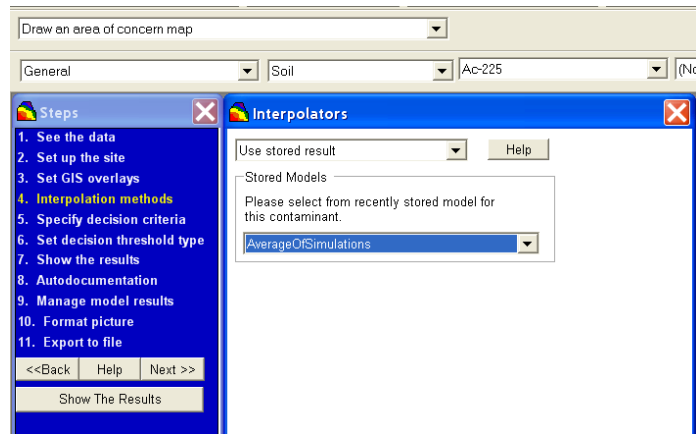 Draw an area of concern map
General
Soil
Ac-225
(No
Steps
1. See the data
2. Set up the site
3. Set GIS overlays
4. Interpolation methods
5. Specify decision criteria
6. Set decision threshold type
7. Show the results
8. Autodocumentation
9. Manage model results
10. Format picture
11. Export to file
<<Back
Help
Next >>
Show The Results
Interpolators
Use stored result
Help
Stored Models
Please select from recently stored model for
this contaminant.
AverageOfSimulations